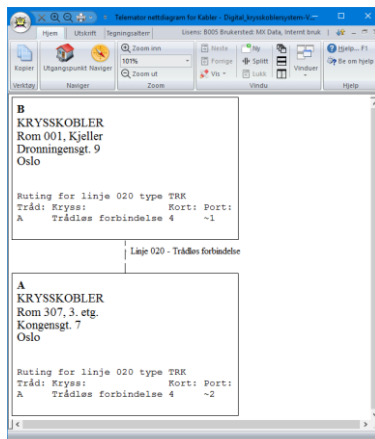 Telemator nettdiagram for Kabler - Digital_krysskoblersystem-V...
Hjem Utskrift Tegningsalterr Lisens: B005 Brukersted: MX Data, Internt bruk
Kopier Utgangspunkt Naviger Zoom inn 101% Zoom ut Neste Forrige Vis Ny Splitt Lukk Vinduer Hjelp... F1 Be om hjelp
Verktøy Naviger Zoom Vindu Hjelp
B
KRYSSKOBLER
Rom 001, Kjeller
Dronningensgt. 9
Oslo
Ruting for linje 020 type TRK
Tråd: Kryss: Kort: Port:
A Trådløs forbindelse 4 ~1
Linje 020 - Trådløs forbindelse
A
KRYSSKOBLER
Rom 307, 3. etg.
Kongensgt. 7
Oslo
Ruting for linje 020 type TRK
Tråd: Kryss: Kort: Port:
A Trådløs forbindelse 4 ~2